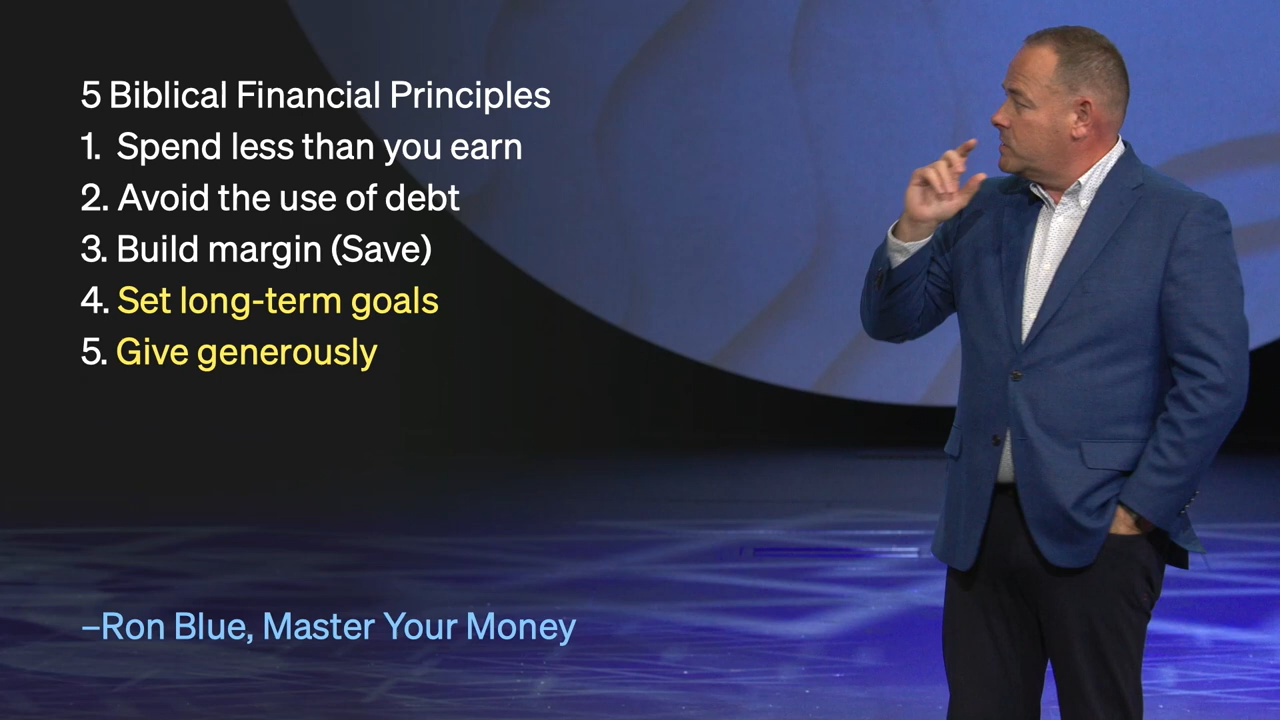 5 Biblical Financial Principles
1. Spend less than you earn
2. Avoid the use of debt
3. Build margin (Save)
4. Set long-term goals
5. Give generously
–Ron Blue, Master Your Money